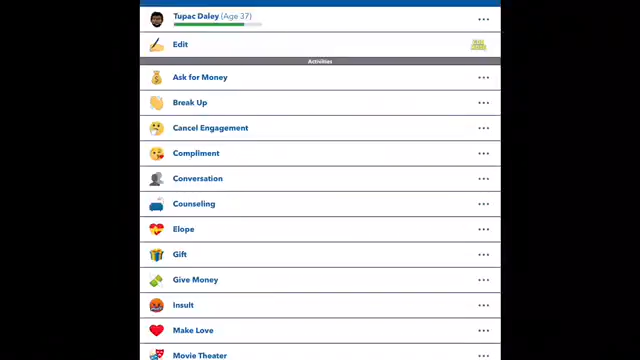 Tupac Daley (Age 37)
Edit
Activities
Ask for Money
Break Up
Cancel Engagement
Compliment
Conversation
Counseling
Elope
Gift
Give Money
Insult
Make Love
Movie Theater